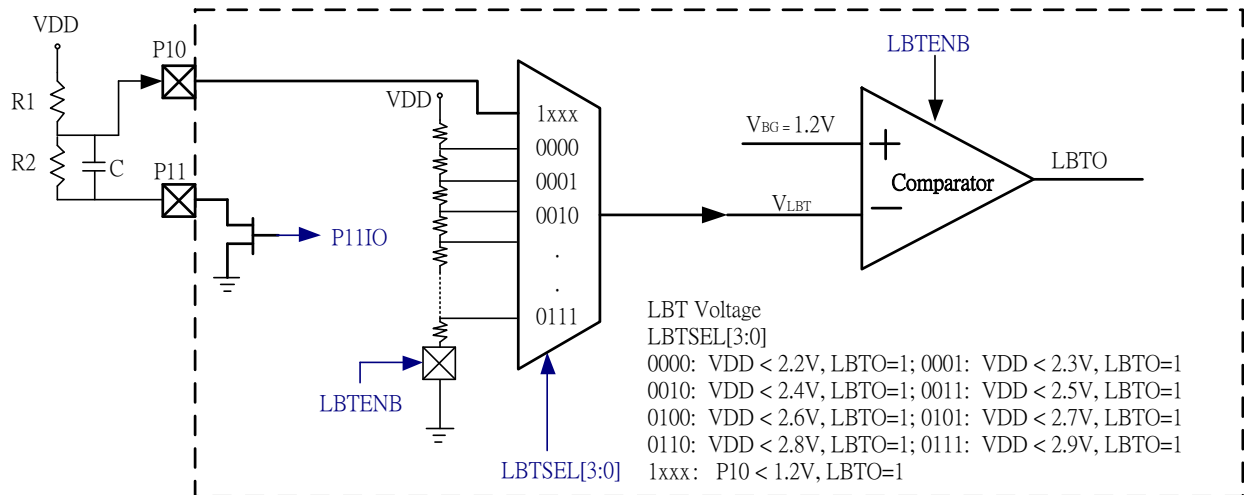 VDD
P10
R1
R2
C
P11
P11IO
VDD
1xxx
0000
0001
0010
.
.
0111
LBTENB
LBTSEL[3:0]
LBTENB
VBG = 1.2V
+
Comparator
LBTO
VLBT
−
LBT Voltage
LBTSEL[3:0]
0000: VDD < 2.2V, LBTO=1; 0001: VDD < 2.3V, LBTO=1
0010: VDD < 2.4V, LBTO=1; 0011: VDD < 2.5V, LBTO=1
0100: VDD < 2.6V, LBTO=1; 0101: VDD < 2.7V, LBTO=1
0110: VDD < 2.8V, LBTO=1; 0111: VDD < 2.9V, LBTO=1
1xxx: P10 < 1.2V, LBTO=1